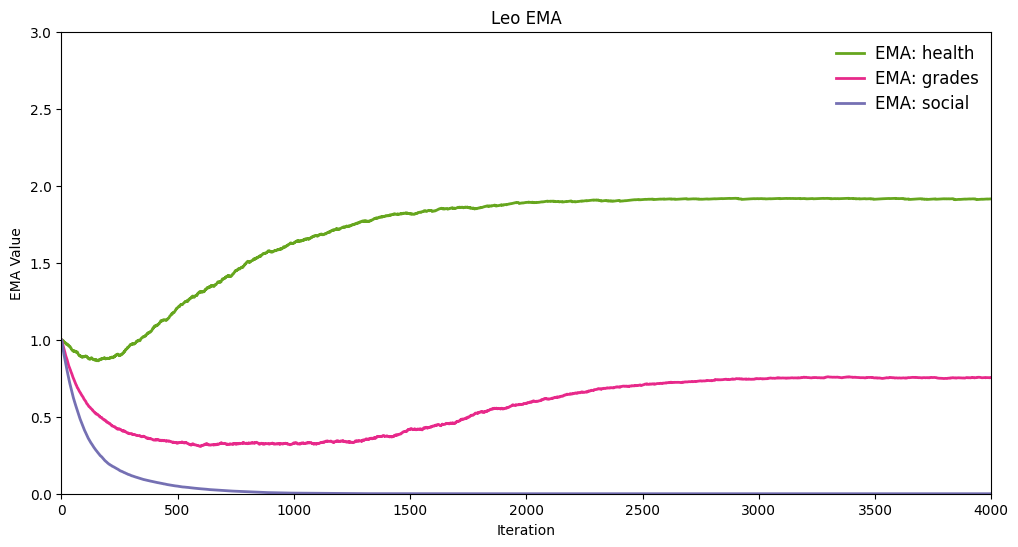 Leo EMA
EMA: health
EMA: grades
EMA: social
EMA Value
3.0
2.5
2.0
1.5
1.0
0.5
0.0
0 500 1000 1500 2000 2500 3000 3500 4000
Iteration